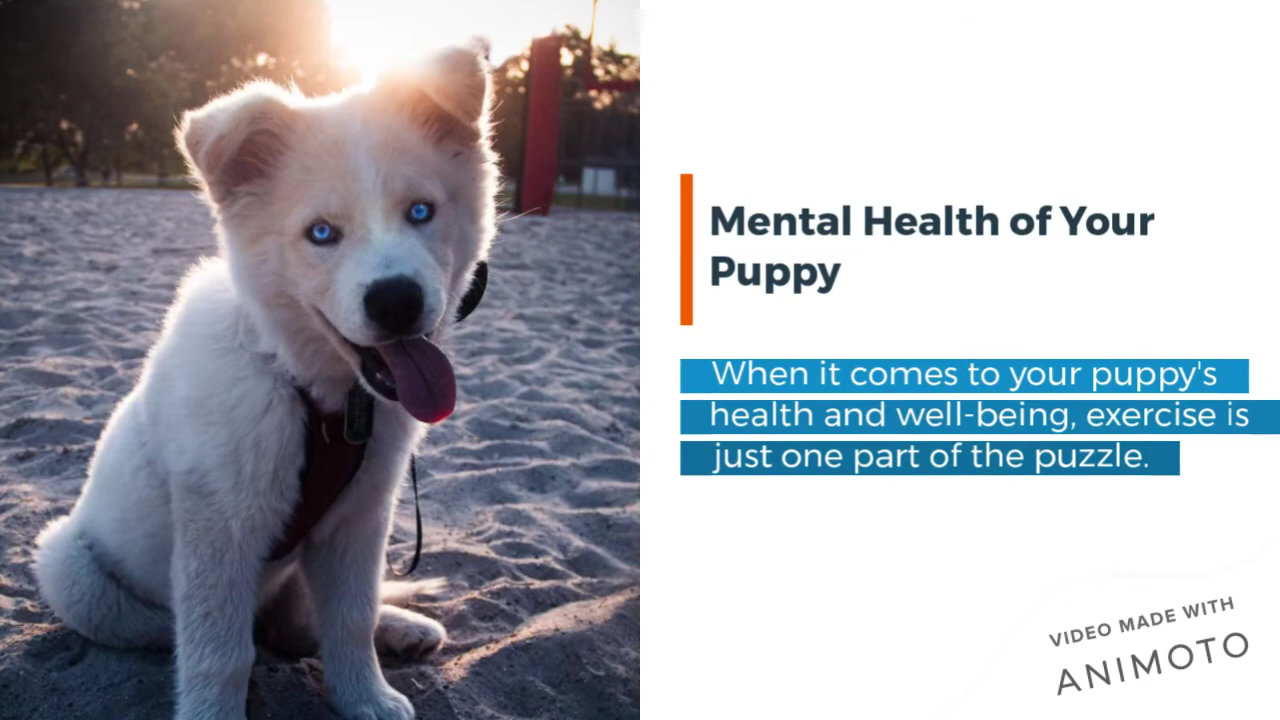 Mental Health of Your
Puppy
When it comes to your puppy's
health and well-being, exercise is
just one part of the puzzle.
VIDEO MADE WITH
ANIMOTO